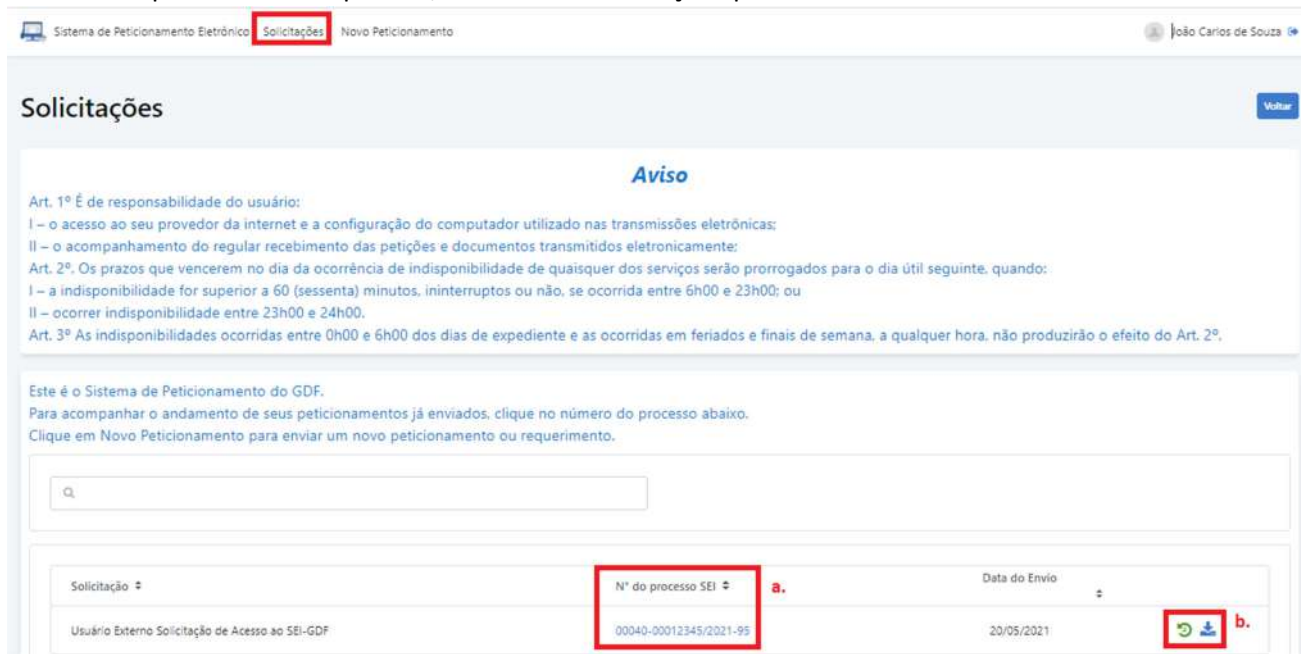 Sistema de Peticionamento Eletrônico Solicitações Novo Peticionamento João Carlos de Souza
Solicitações
Voltar
Aviso
Art. 1º É de responsabilidade do usuário:
I – o acesso ao seu provedor da internet e a configuração do computador utilizado nas transmissões eletrônicas;
II – o acompanhamento do regular recebimento das petições e documentos transmitidos eletronicamente;
Art. 2º. Os prazos que vencerem no dia da ocorrência de indisponibilidade de quaisquer dos serviços serão prorrogados para o dia útil seguinte, quando:
I – a indisponibilidade for superior a 60 (sessenta) minutos, ininterruptos ou não, se ocorrida entre 6h00 e 23h00; ou
II – ocorrer indisponibilidade entre 23h00 e 24h00.
Art. 3º As indisponibilidades ocorridas entre 0h00 e 6h00 dos dias de expediente e as ocorridas em feriados e finais de semana, a qualquer hora, não produzirão o efeito do Art. 2º.
Este é o Sistema de Peticionamento do GDF.
Para acompanhar o andamento de seus peticionamentos já enviados, clique no número do processo abaixo.
Clique em Novo Peticionamento para enviar um novo peticionamento ou requerimento.
Solicitação N° do processo SEI a. Data do Envio
Usuário Externo Solicitação de Acesso ao SEI-GDF 00040-00012345/2021-95 20/05/2021 b.